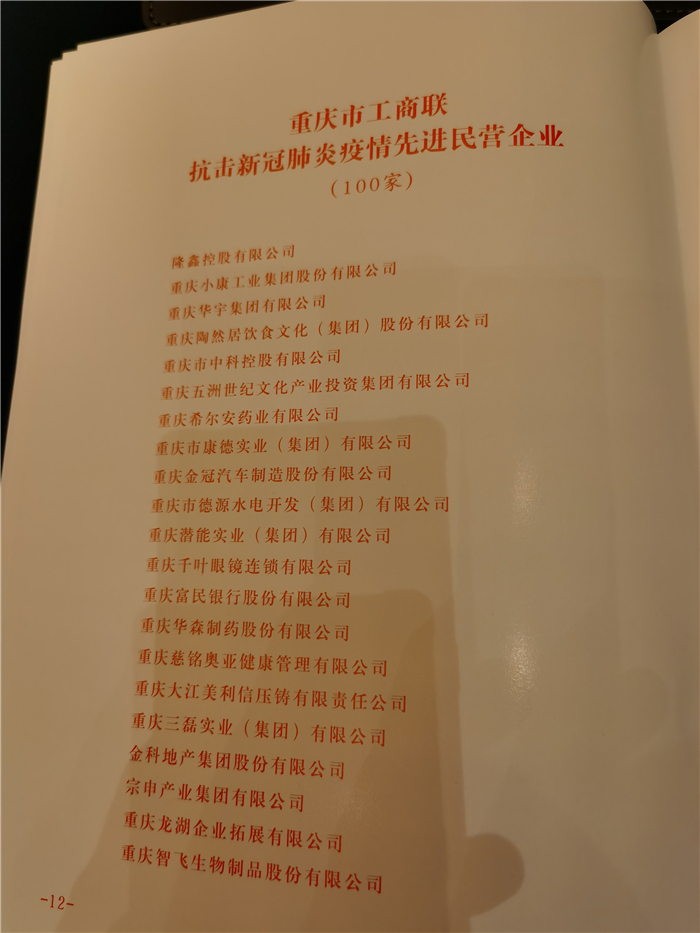 重庆市工商联
抗击新冠肺炎疫情先进民营企业
（100家）
隆鑫控股有限公司
重庆小康工业集团股份有限公司
重庆华宇集团有限公司
重庆陶然居饮食文化（集团）股份有限公司
重庆市中科控股有限公司
重庆五洲世纪文化产业投资集团有限公司
重庆希尔安药业有限公司
重庆市康德实业（集团）有限公司
重庆金冠汽车制造股份有限公司
重庆市德源水电开发（集团）有限公司
重庆潜能实业（集团）有限公司
重庆千叶眼镜连锁有限公司
重庆富民银行股份有限公司
重庆华森制药股份有限公司
重庆慈铭奥亚健康管理有限公司
重庆大江美利信压铸有限责任公司
重庆三磊实业（集团）有限公司
金科地产集团股份有限公司
宗申产业集团有限公司
重庆龙湖企业拓展有限公司
重庆智飞生物制品股份有限公司
-12-